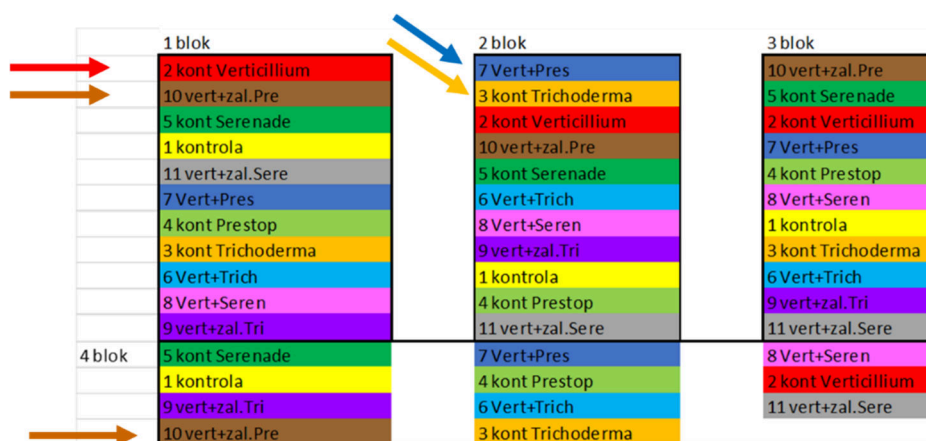 1 blok
2 kont Verticillium
10 vert+zal.Pre
5 kont Serenade
1 kontrola
11 vert+zal.Sere
7 Vert+Pres
4 kont Prestop
3 kont Trichoderma
6 Vert+Trich
8 Vert+Seren
9 vert+zal.Tri
2 blok
7 Vert+Pres
3 kont Trichoderma
2 kont Verticillium
10 vert+zal.Pre
5 kont Serenade
6 Vert+Trich
8 Vert+Seren
9 vert+zal.Tri
1 kontrola
4 kont Prestop
11 vert+zal.Sere
3 blok
10 vert+zal.Pre
5 kont Serenade
2 kont Verticillium
7 Vert+Pres
4 kont Prestop
8 Vert+Seren
1 kontrola
3 kont Trichoderma
6 Vert+Trich
9 vert+zal.Tri
11 vert+zal.Sere
4 blok
5 kont Serenade
1 kontrola
9 vert+zal.Tri
10 vert+zal.Pre
7 Vert+Pres
4 kont Prestop
6 Vert+Trich
3 kont Trichoderma
8 Vert+Seren
2 kont Verticillium
11 vert+zal.Sere